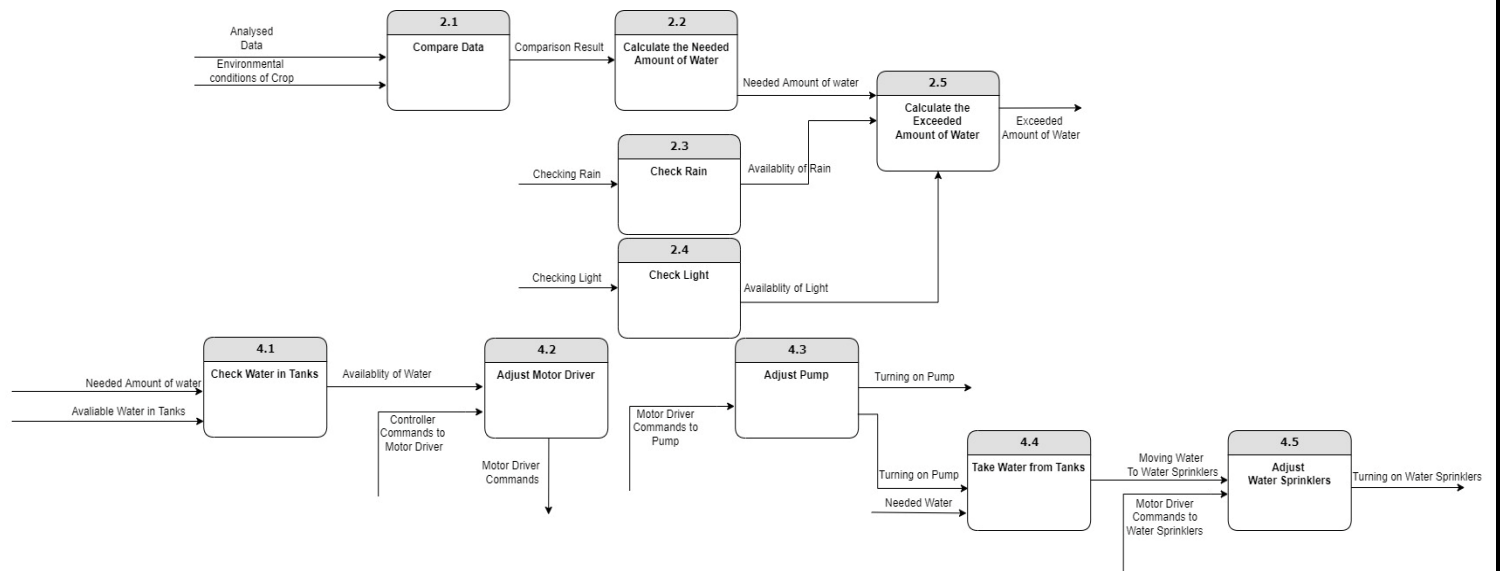 2.1
Compare Data
Analysed
Data
Environmental
conditions of Crop
Comparison Result
2.2
Calculate the Needed
Amount of Water
Needed Amount of water
2.5
Calculate the
Exceeded
Amount of Water
Exceeded
Amount of Water
2.3
Check Rain
Checking Rain
Availablity of Rain
2.4
Check Light
Checking Light
Availablity of Light
4.1
Check Water in Tanks
Needed Amount of water
Avaliable Water in Tanks
Availablity of Water
4.2
Adjust Motor Driver
Controller
Commands to
Motor Driver
Motor Driver
Commands
4.3
Adjust Pump
Motor Driver
Commands to
Pump
Turning on Pump
Turning on Pump
Needed Water
4.4
Take Water from Tanks
Moving Water
To Water Sprinklers
Motor Driver
Commands to
Water Sprinklers
4.5
Adjust
Water Sprinklers
Turning on Water Sprinklers